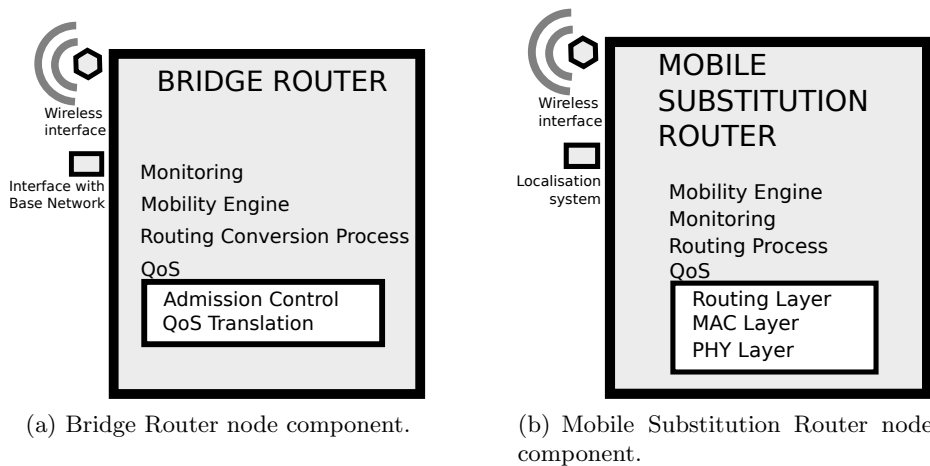 BRIDGE ROUTER
Wireless
interface
Interface with
Base Network
Monitoring
Mobility Engine
Routing Conversion Process
QoS
Admission Control
QoS Translation
(a) Bridge Router node component.
MOBILE
SUBSTITUTION
ROUTER
Wireless
interface
Localisation
system
Mobility Engine
Monitoring
Routing Process
QoS
Routing Layer
MAC Layer
PHY Layer
(b) Mobile Substitution Router node
component.